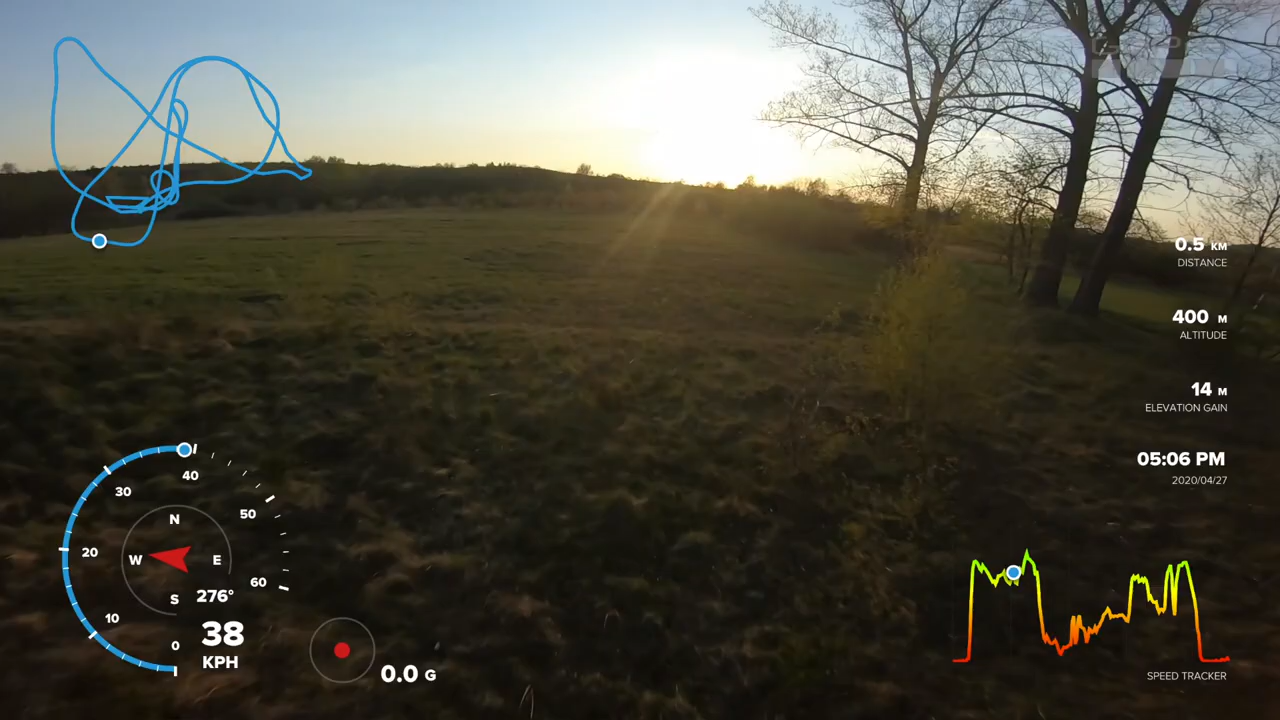 0.5 KM
DISTANCE
400 M
ALTITUDE
14 M
ELEVATION GAIN
05:06 PM
2020/04/27
SPEED TRACKER
0
10
20
30
40
50
60
N
W
E
S
276°
38
KPH
0.0 G